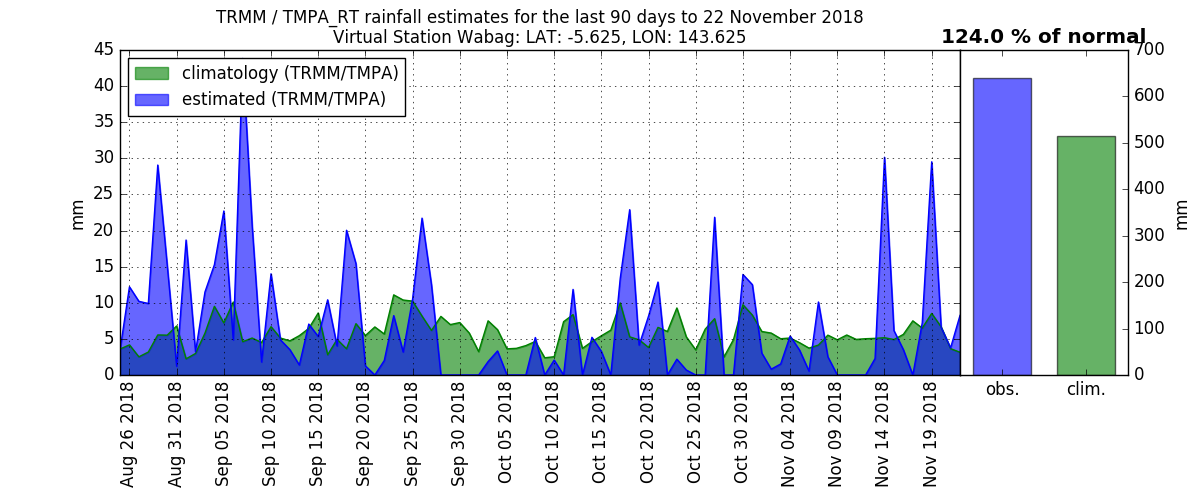 TRMM / TMPA_RT rainfall estimates for the last 90 days to 22 November 2018
Virtual Station Wabag: LAT: -5.625, LON: 143.625
124.0 % of normal
climatology (TRMM/TMPA)
estimated (TRMM/TMPA)
45
40
35
30
25
20
15
10
5
0
mm
Aug 26 2018
Aug 31 2018
Sep 05 2018
Sep 10 2018
Sep 15 2018
Sep 20 2018
Sep 25 2018
Sep 30 2018
Oct 05 2018
Oct 10 2018
Oct 15 2018
Oct 20 2018
Oct 25 2018
Oct 30 2018
Nov 04 2018
Nov 09 2018
Nov 14 2018
Nov 19 2018
obs.
clim.
700
600
500
400
300
200
100
0
mm